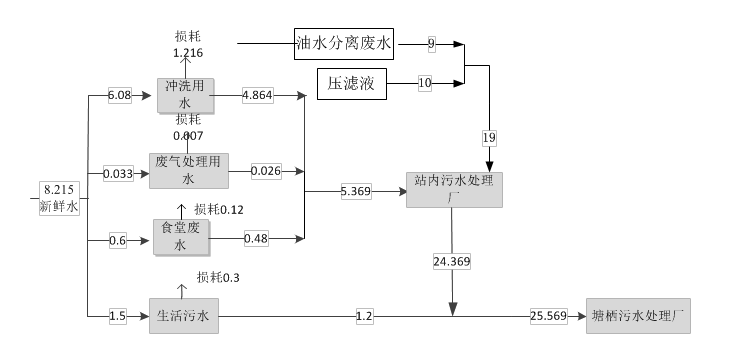 损耗
1.216
油水分离废水
9
压滤液
10
冲洗用
水
6.08
4.864
损耗
0.007
19
废气处理用
水
0.033
0.026
8.215
新鲜水
5.369
站内污水处理
厂
损耗0.12
食堂废
水
0.6
0.48
24.369
损耗0.3
1.5
生活污水
1.2
25.569
塘栖污水处理厂